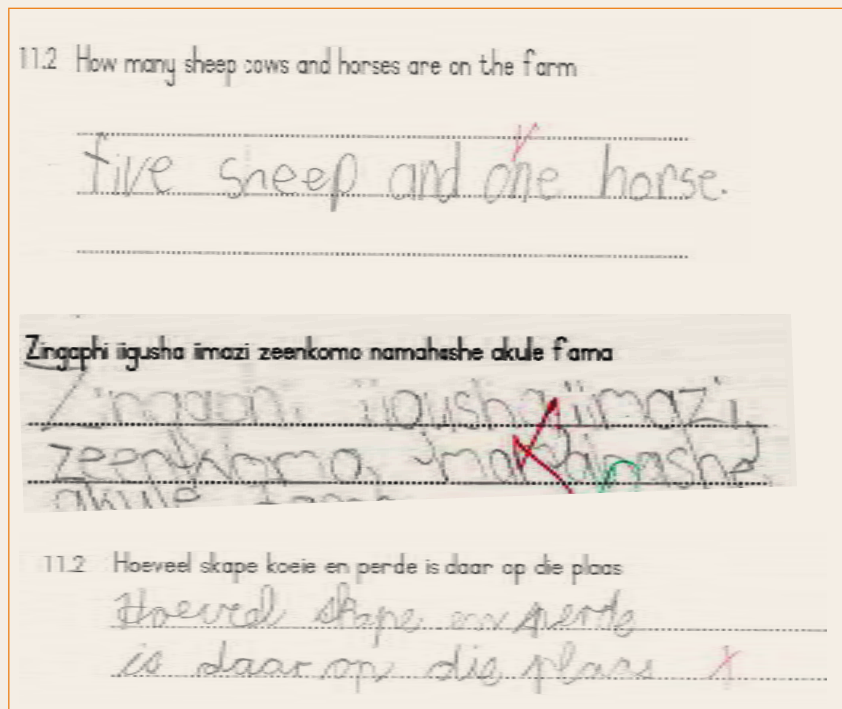 11.2 How many sheep cows and horses are on the farm
five sheep and one horse.
Zingaphi iigusha iimazi zeenkomo namahashe akule fama
Zingaphi iigusha, iimazi,
zeenkomo,
akule fama
11.2 Hoeveel skape koeie en perde is daar op die plaas
Hoeveel skape en perde
is daar op die plaas